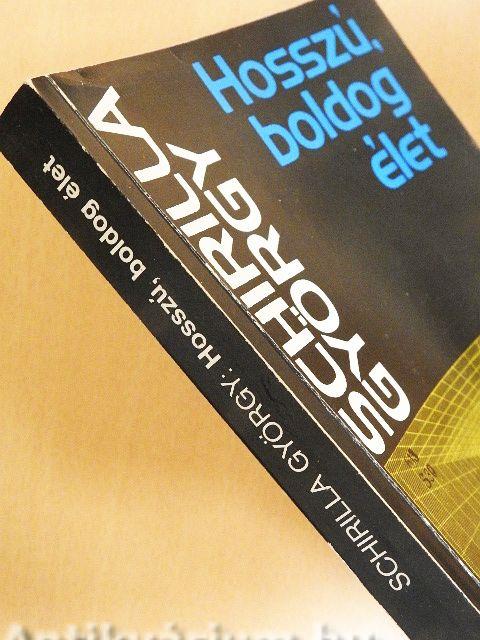 Hosszú,
boldog
élet
SCHIRILLA
GYÖRGY
SCHIRILLA GYÖRGY: Hosszú, boldog élet